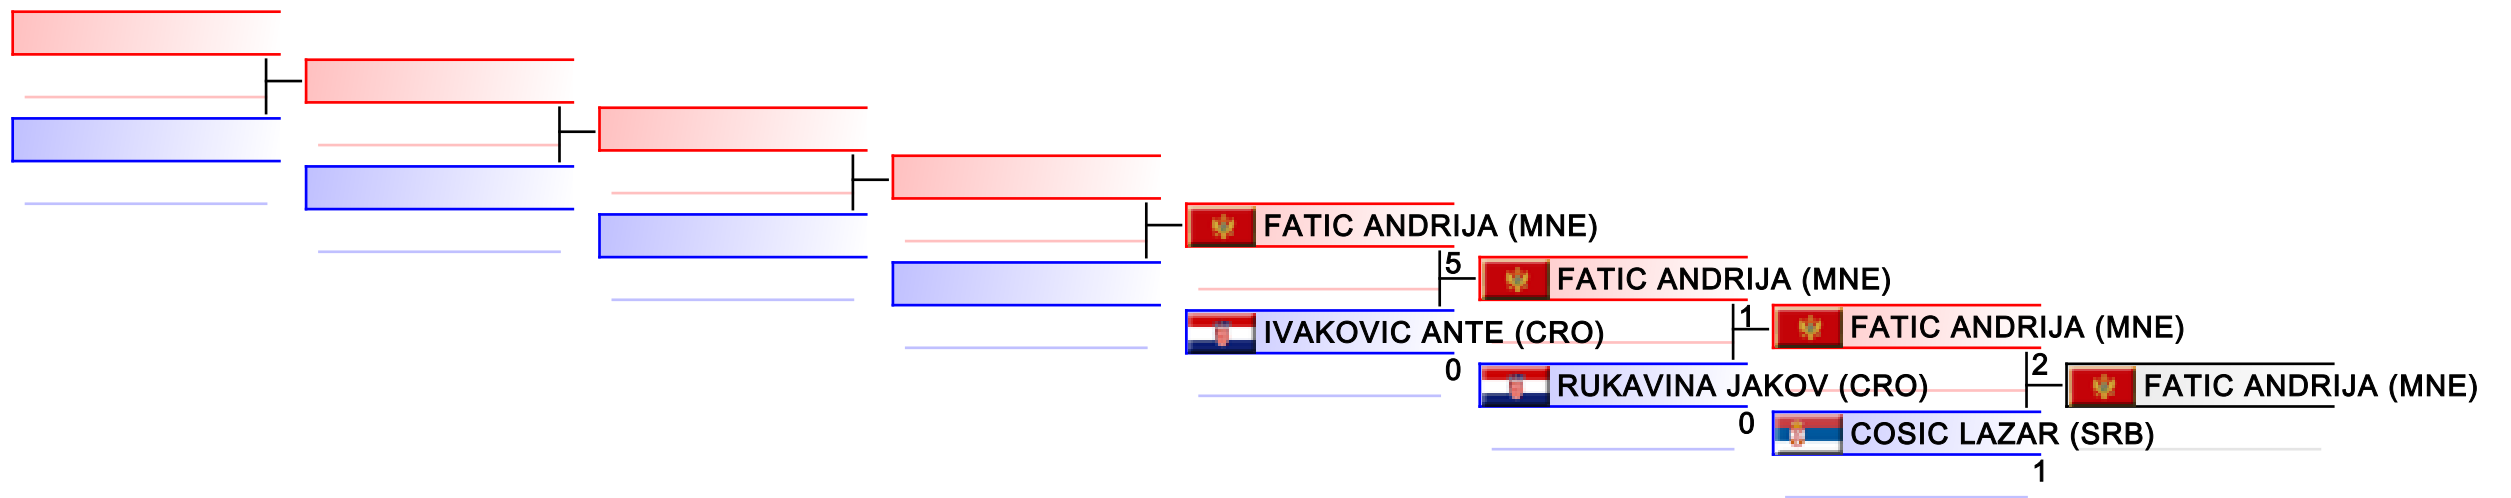 FATIC ANDRIJA (MNE)
5
IVAKOVIC ANTE (CRO)
0
FATIC ANDRIJA (MNE)
1
RUKAVINA JAKOV (CRO)
0
FATIC ANDRIJA (MNE)
2
COSIC LAZAR (SRB)
1
FATIC ANDRIJA (MNE)